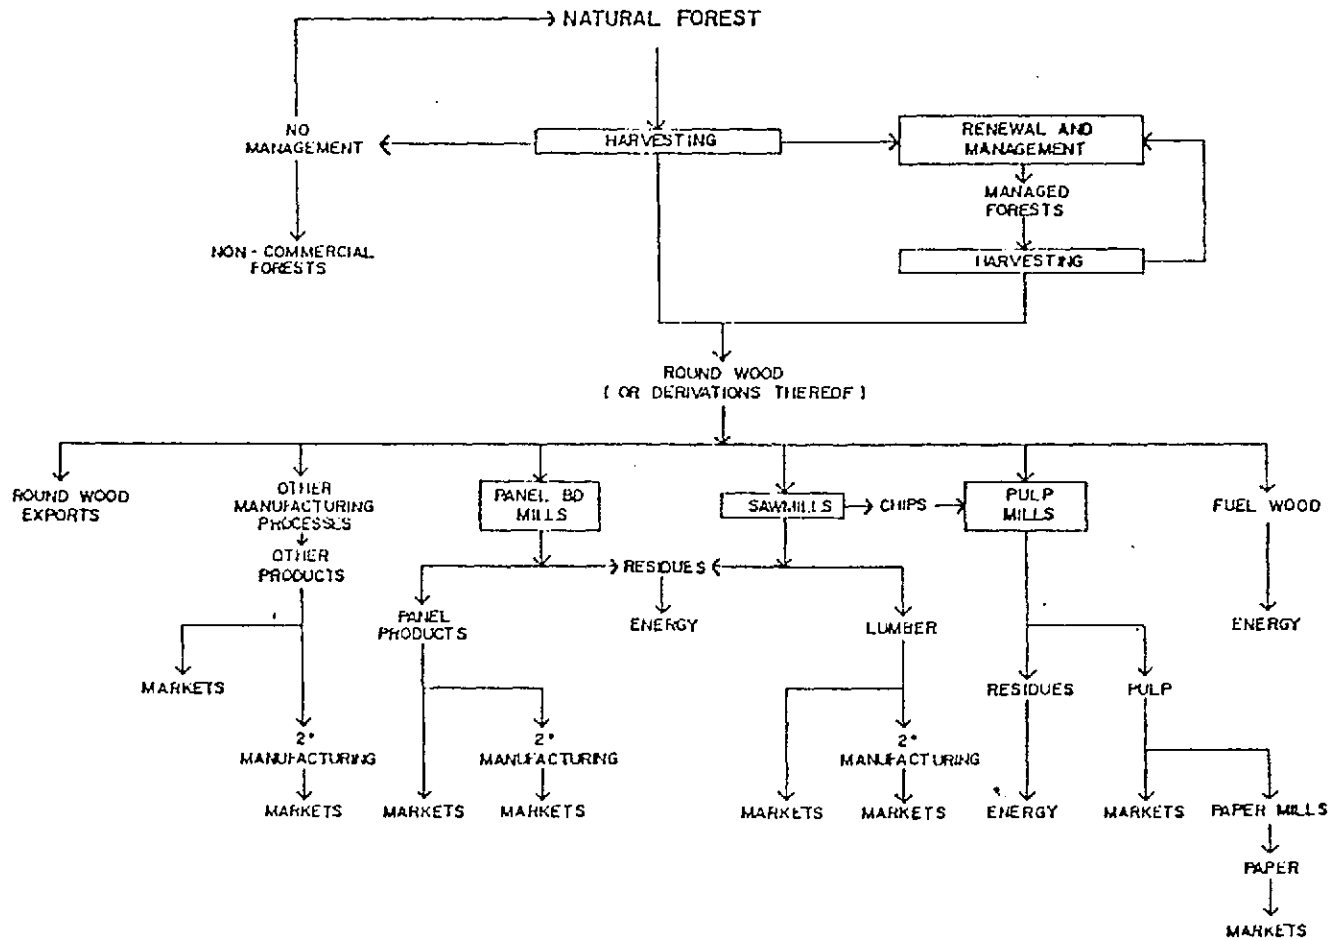 NATURAL FOREST
NO
MANAGEMENT
HARVESTING
RENEWAL AND
MANAGEMENT
MANAGED
FORESTS
NON-COMMERCIAL
FORESTS
HARVESTING
ROUND WOOD
( OR DERIVATIONS THEREOF )
ROUND WOOD
EXPORTS
OTHER
MANUFACTURING
PROCESSES
OTHER
PRODUCTS
PANEL BD
MILLS
SAWMILLS
CHIPS
PULP
MILLS
FUEL WOOD
RESIDUES
PANEL
PRODUCTS
ENERGY
LUMBER
ENERGY
MARKETS
RESIDUES
PULP
2°
MANUFACTURING
2°
MANUFACTURING
2°
MANUFACTURING
MARKETS
MARKETS
MARKETS
MARKETS
MARKETS
ENERGY
MARKETS
PAPER MILLS
PAPER
MARKETS